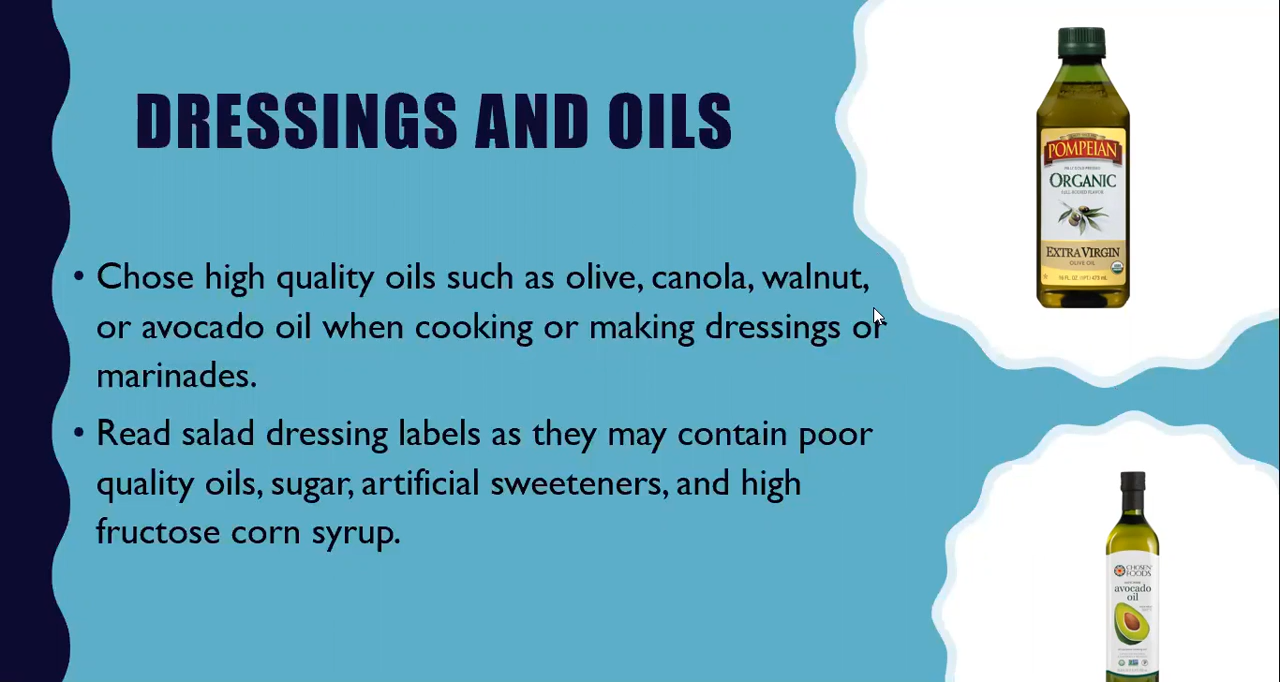 DRESSINGS AND OILS
• Chose high quality oils such as olive, canola, walnut,
or avocado oil when cooking or making dressings or
marinades.
• Read salad dressing labels as they may contain poor
quality oils, sugar, artificial sweeteners, and high
fructose corn syrup.
POMPEIAN
ORGANIC
EXTRA VIRGIN
OLIVE OIL
CHOSEN
FOODS
avocado
oil